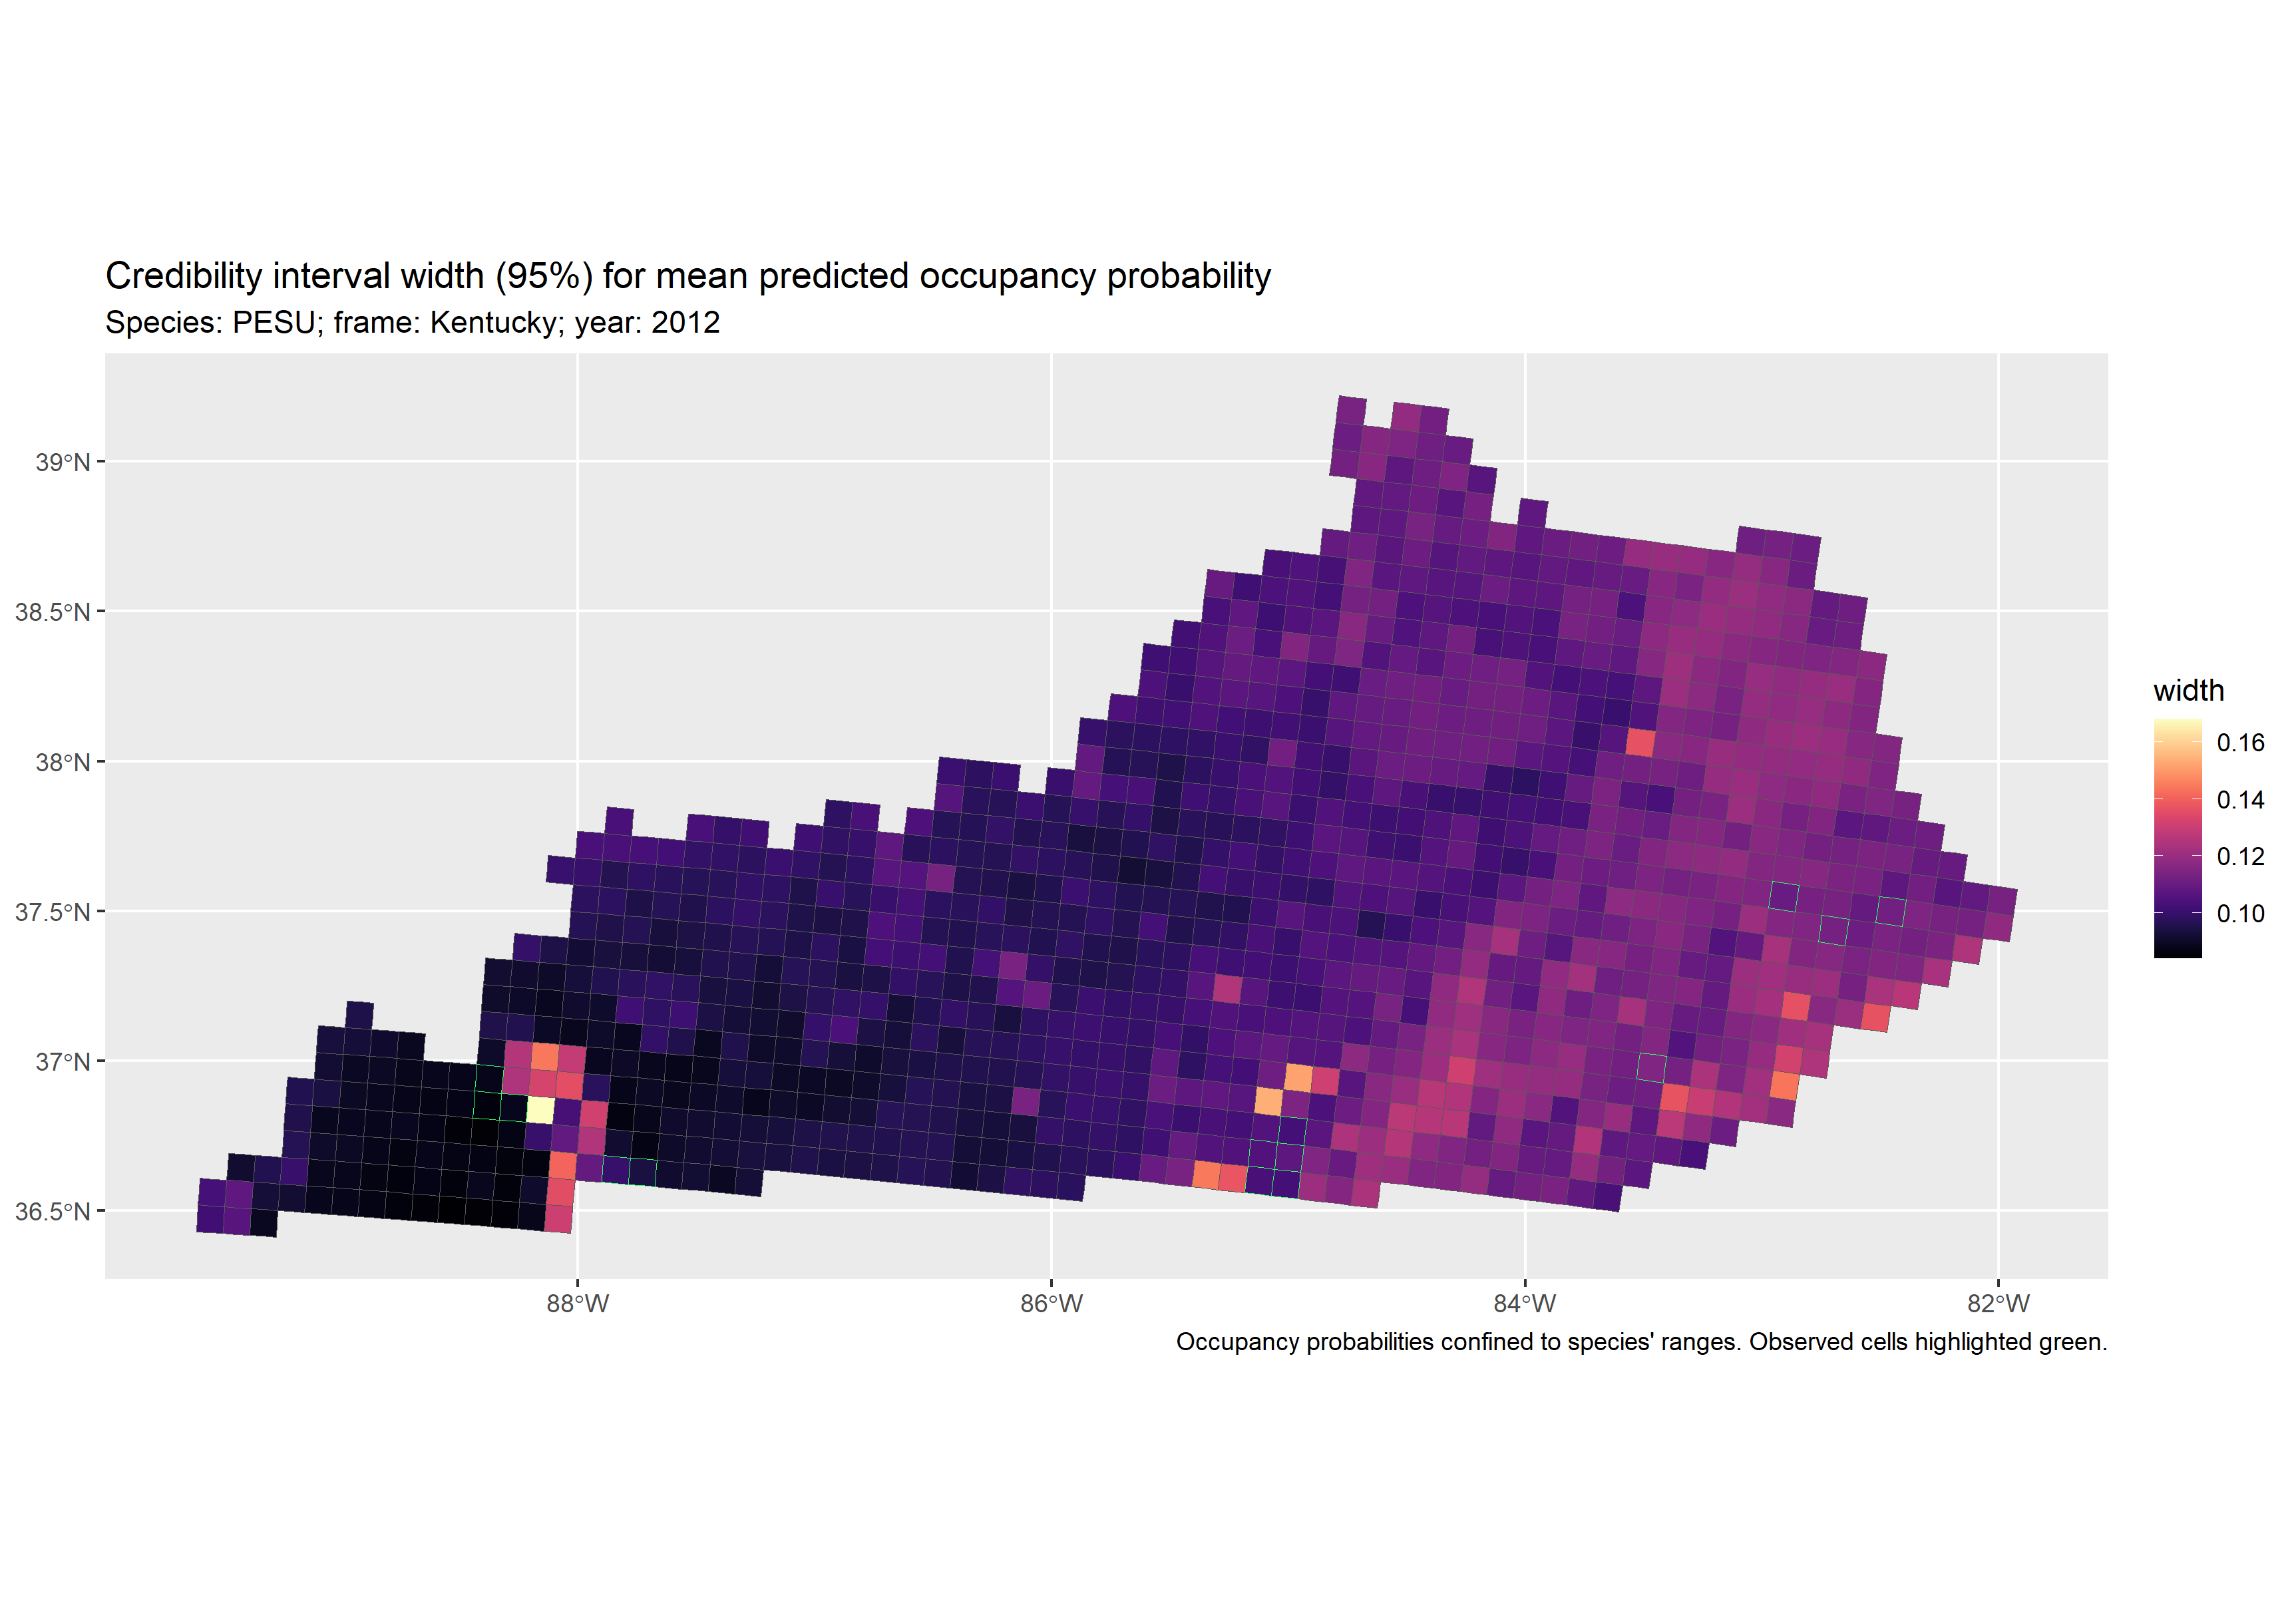 Credibility interval width (95%) for mean predicted occupancy probability
Species: PESU; frame: Kentucky; year: 2012
39°N
38.5°N
38°N
37.5°N
37°N
36.5°N
88°W
86°W
84°W
82°W
width
0.16
0.14
0.12
0.10
Occupancy probabilities confined to species' ranges. Observed cells highlighted green.